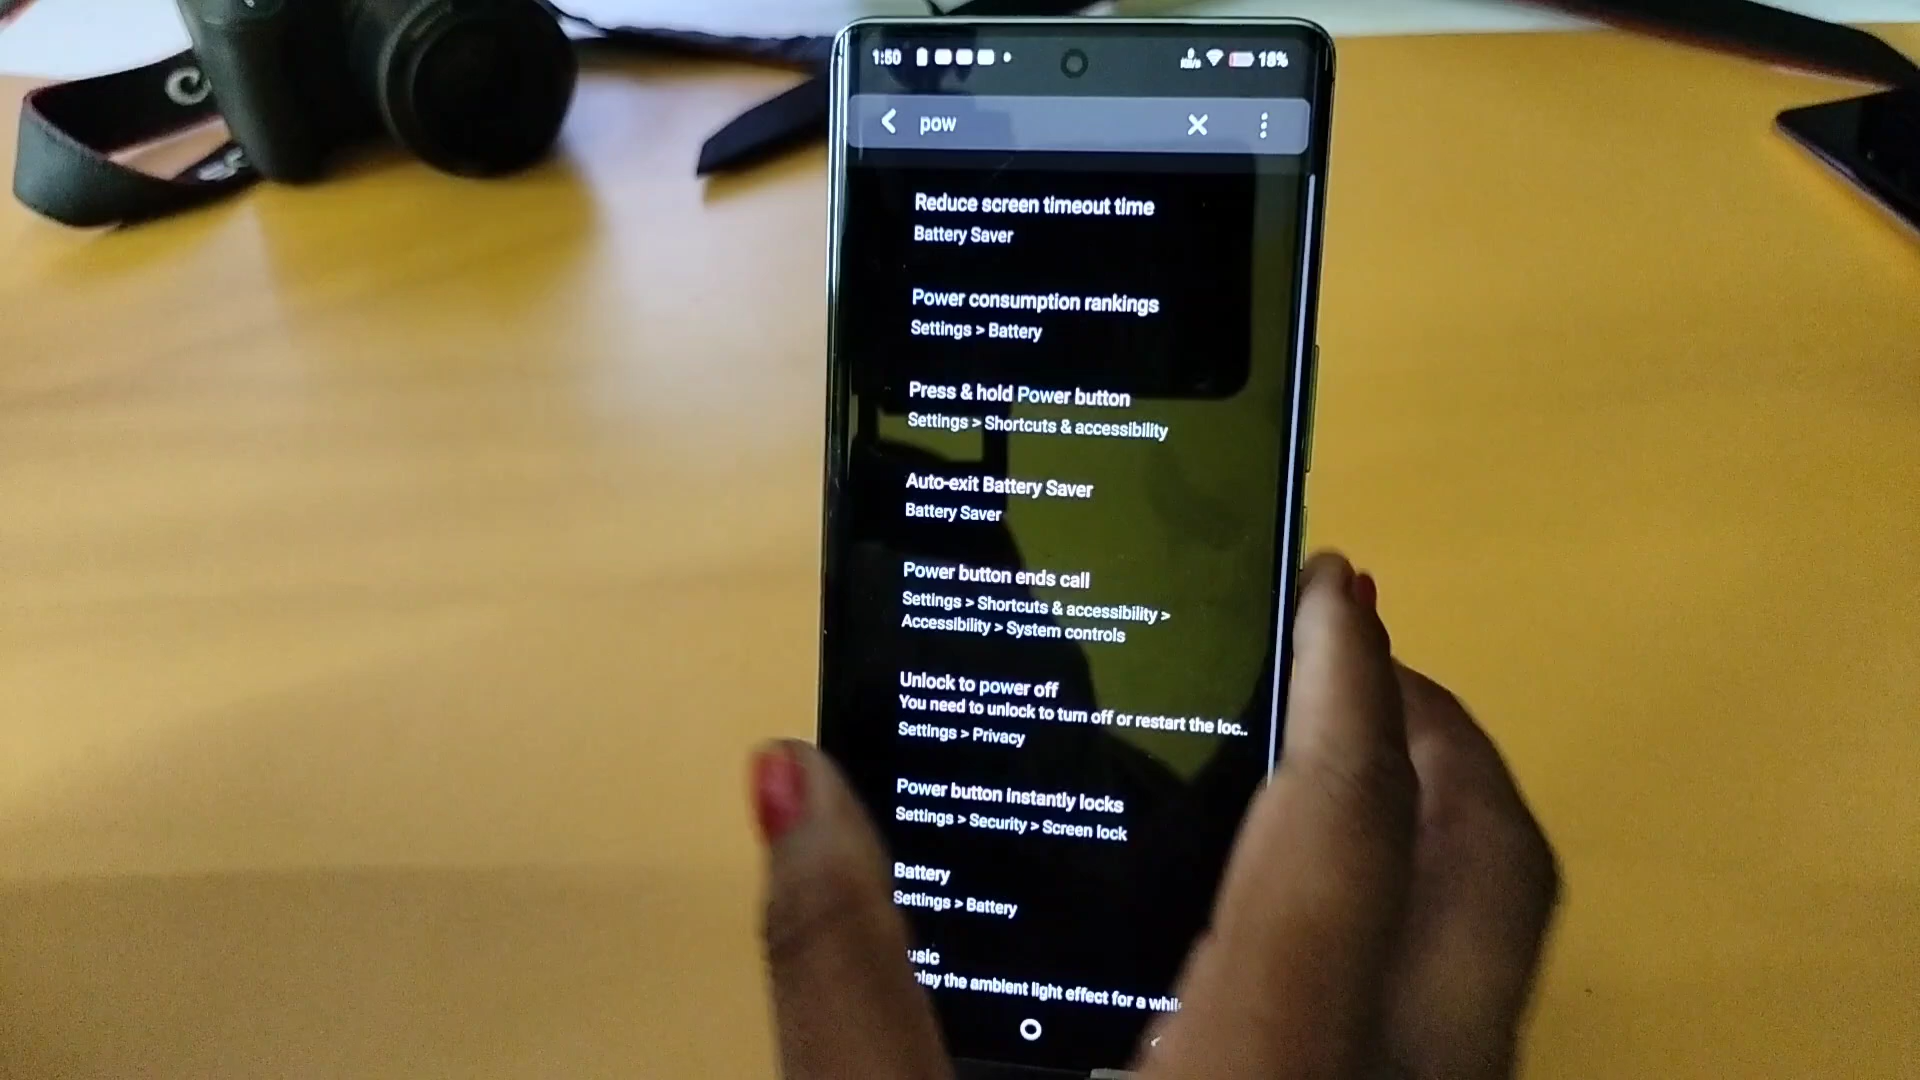 1:50
18%
pow
Reduce screen timeout time
Battery Saver
Power consumption rankings
Settings > Battery
Press & hold Power button
Settings > Shortcuts & accessibility
Auto-exit Battery Saver
Battery Saver
Power button ends call
Settings > Shortcuts & accessibility >
Accessibility > System controls
Unlock to power off
You need to unlock to turn off or restart the loc..
Settings > Privacy
Power button instantly locks
Settings > Security > Screen lock
Battery
Settings > Battery
usic
play the ambient light effect for a whil